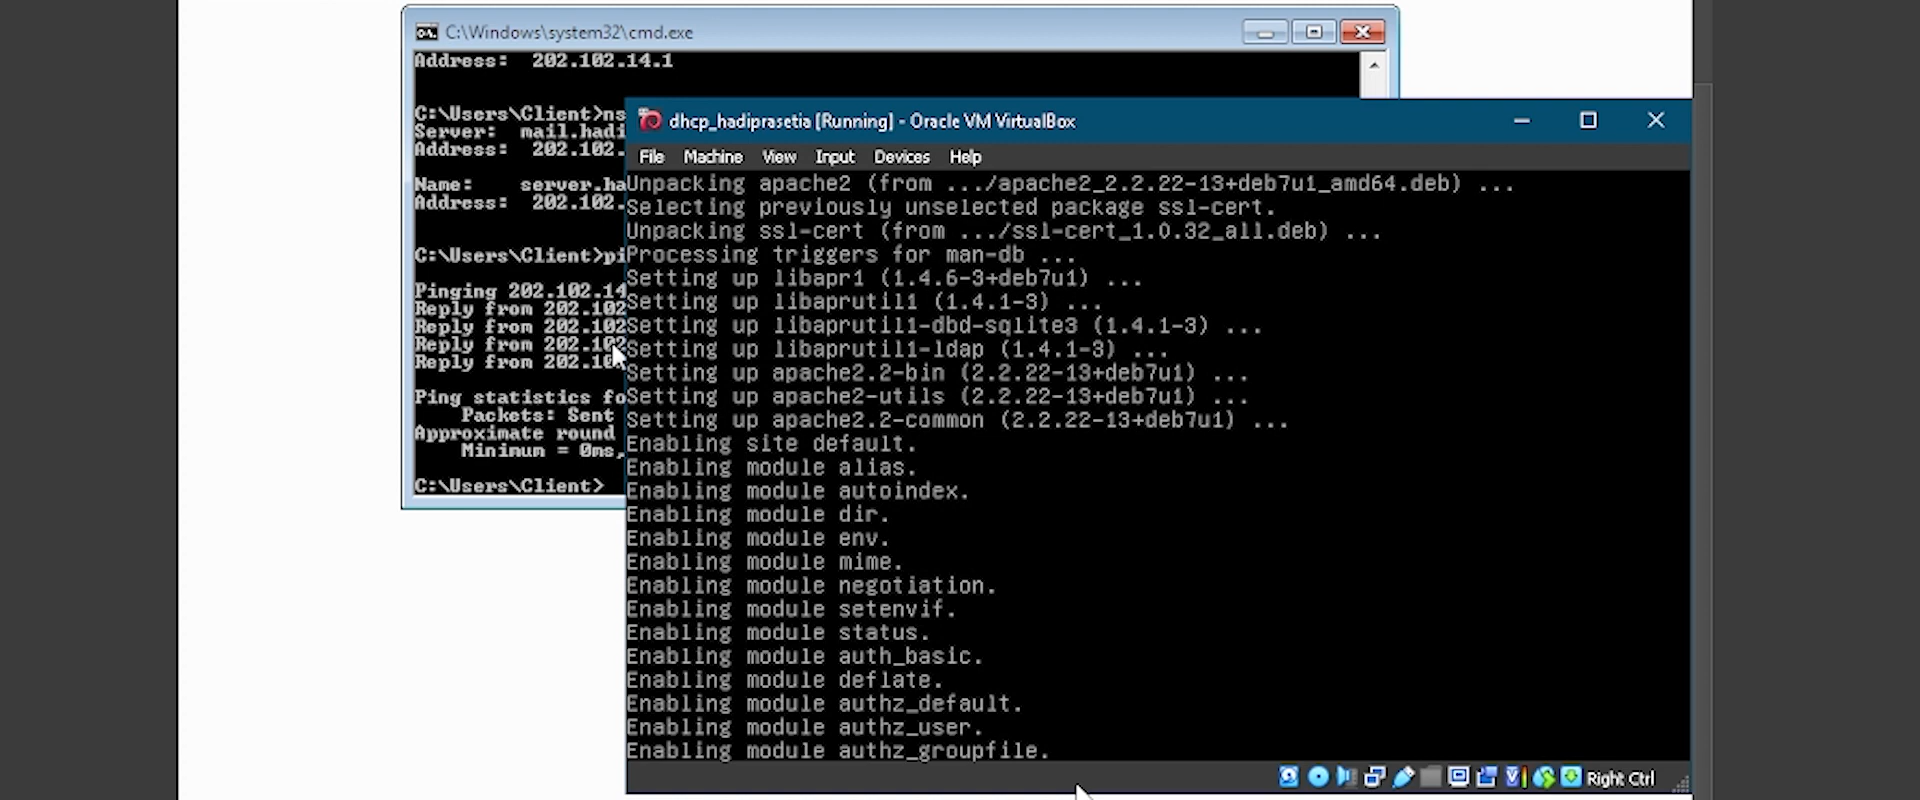 C:\Windows\system32\cmd.exe
Address:  202.102.14.1
C:\Users\Client>ns
Server:  mail.hadi
Address:  202.102.
Name:    server.ha
Address:  202.102.
C:\Users\Client>pi
Pinging 202.102.14
Reply from 202.102
Reply from 202.102
Reply from 202.102
Reply from 202.10
Ping statistics fo
Packets: Sent
Approximate round
Minimum = 0ms,
C:\Users\Client>
dhcp_hadiprasetia [Running] - Oracle VM VirtualBox
File Machine View Input Devices Help
Unpacking apache2 (from .../apache2_2.2.22-13+deb7u1_amd64.deb) ...
Selecting previously unselected package ssl-cert.
Unpacking ssl-cert (from .../ssl-cert_1.0.32_all.deb) ...
Processing triggers for man-db ...
Setting up libapr1 (1.4.6-3+deb7u1) ...
Setting up libaprutil1 (1.4.1-3) ...
Setting up libaprutil1-dbd-sqlite3 (1.4.1-3) ...
Setting up libaprutil1-ldap (1.4.1-3) ...
Setting up apache2.2-bin (2.2.22-13+deb7u1) ...
Setting up apache2-utils (2.2.22-13+deb7u1) ...
Setting up apache2.2-common (2.2.22-13+deb7u1) ...
Enabling site default.
Enabling module alias.
Enabling module autoindex.
Enabling module dir.
Enabling module env.
Enabling module mime.
Enabling module negotiation.
Enabling module setenvif.
Enabling module status.
Enabling module auth_basic.
Enabling module deflate.
Enabling module authz_default.
Enabling module authz_user.
Enabling module authz_groupfile.
Right Ctrl